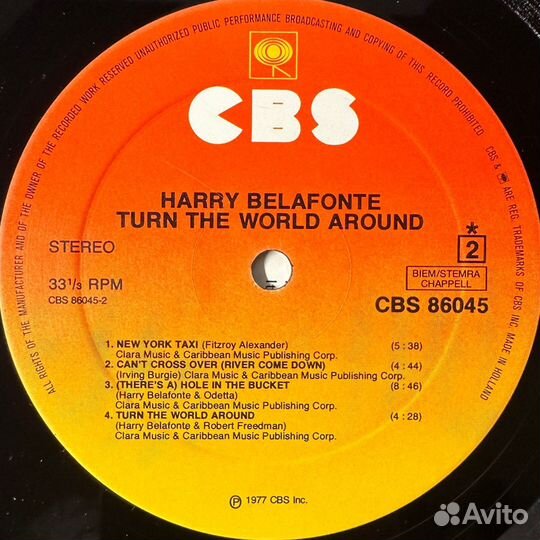 ALL RIGHTS OF THE MANUFACTURER AND OF THE OWNER OF THE RECORDED WORK RESERVED UNAUTHORIZED PUBLIC PERFORMANCE BROADCASTING AND COPYING OF THIS RECORD PROHIBITED
CBS & ARE REG. TRADEMARKS OF CBS INC. MADE IN HOLLAND
CBS
HARRY BELAFONTE
TURN THE WORLD AROUND
STEREO
*
2
33 1/3 RPM
BIEM/STEMRA
CHAPPELL
CBS 86045-2
CBS 86045
1. NEW YORK TAXI (Fitzroy Alexander) (5:38)
Clara Music & Caribbean Music Publishing Corp.
2. CAN'T CROSS OVER (RIVER COME DOWN) (4:44)
(Irving Burgie) Clara Music & Caribbean Music Publishing Corp.
3. (THERE'S A) HOLE IN THE BUCKET (8:46)
(Harry Belafonte & Odetta)
Clara Music & Caribbean Music Publishing Corp.
4. TURN THE WORLD AROUND (4:28)
(Harry Belafonte & Robert Freedman)
Clara Music & Caribbean Music Publishing Corp.
℗ 1977 CBS Inc.
Avito